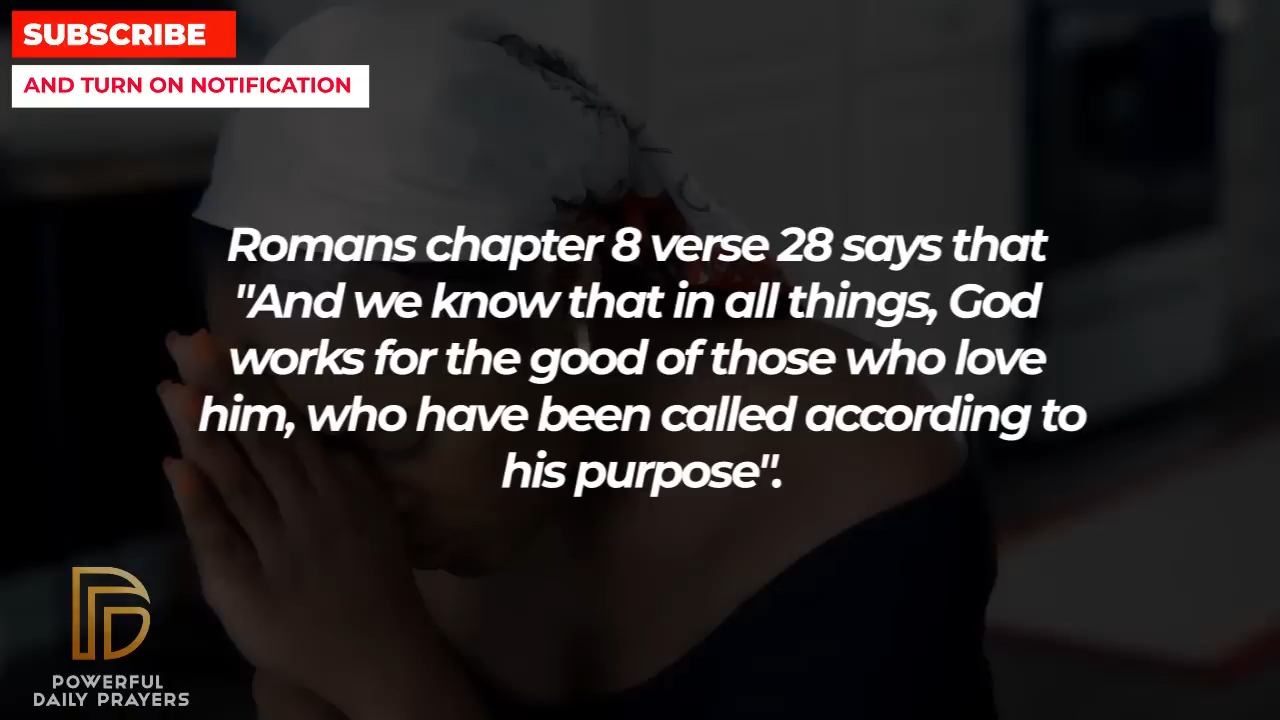 SUBSCRIBE
AND TURN ON NOTIFICATION
Romans chapter 8 verse 28 says that
"And we know that in all things, God
works for the good of those who love
him, who have been called according to
his purpose".
POWERFUL
DAILY PRAYERS